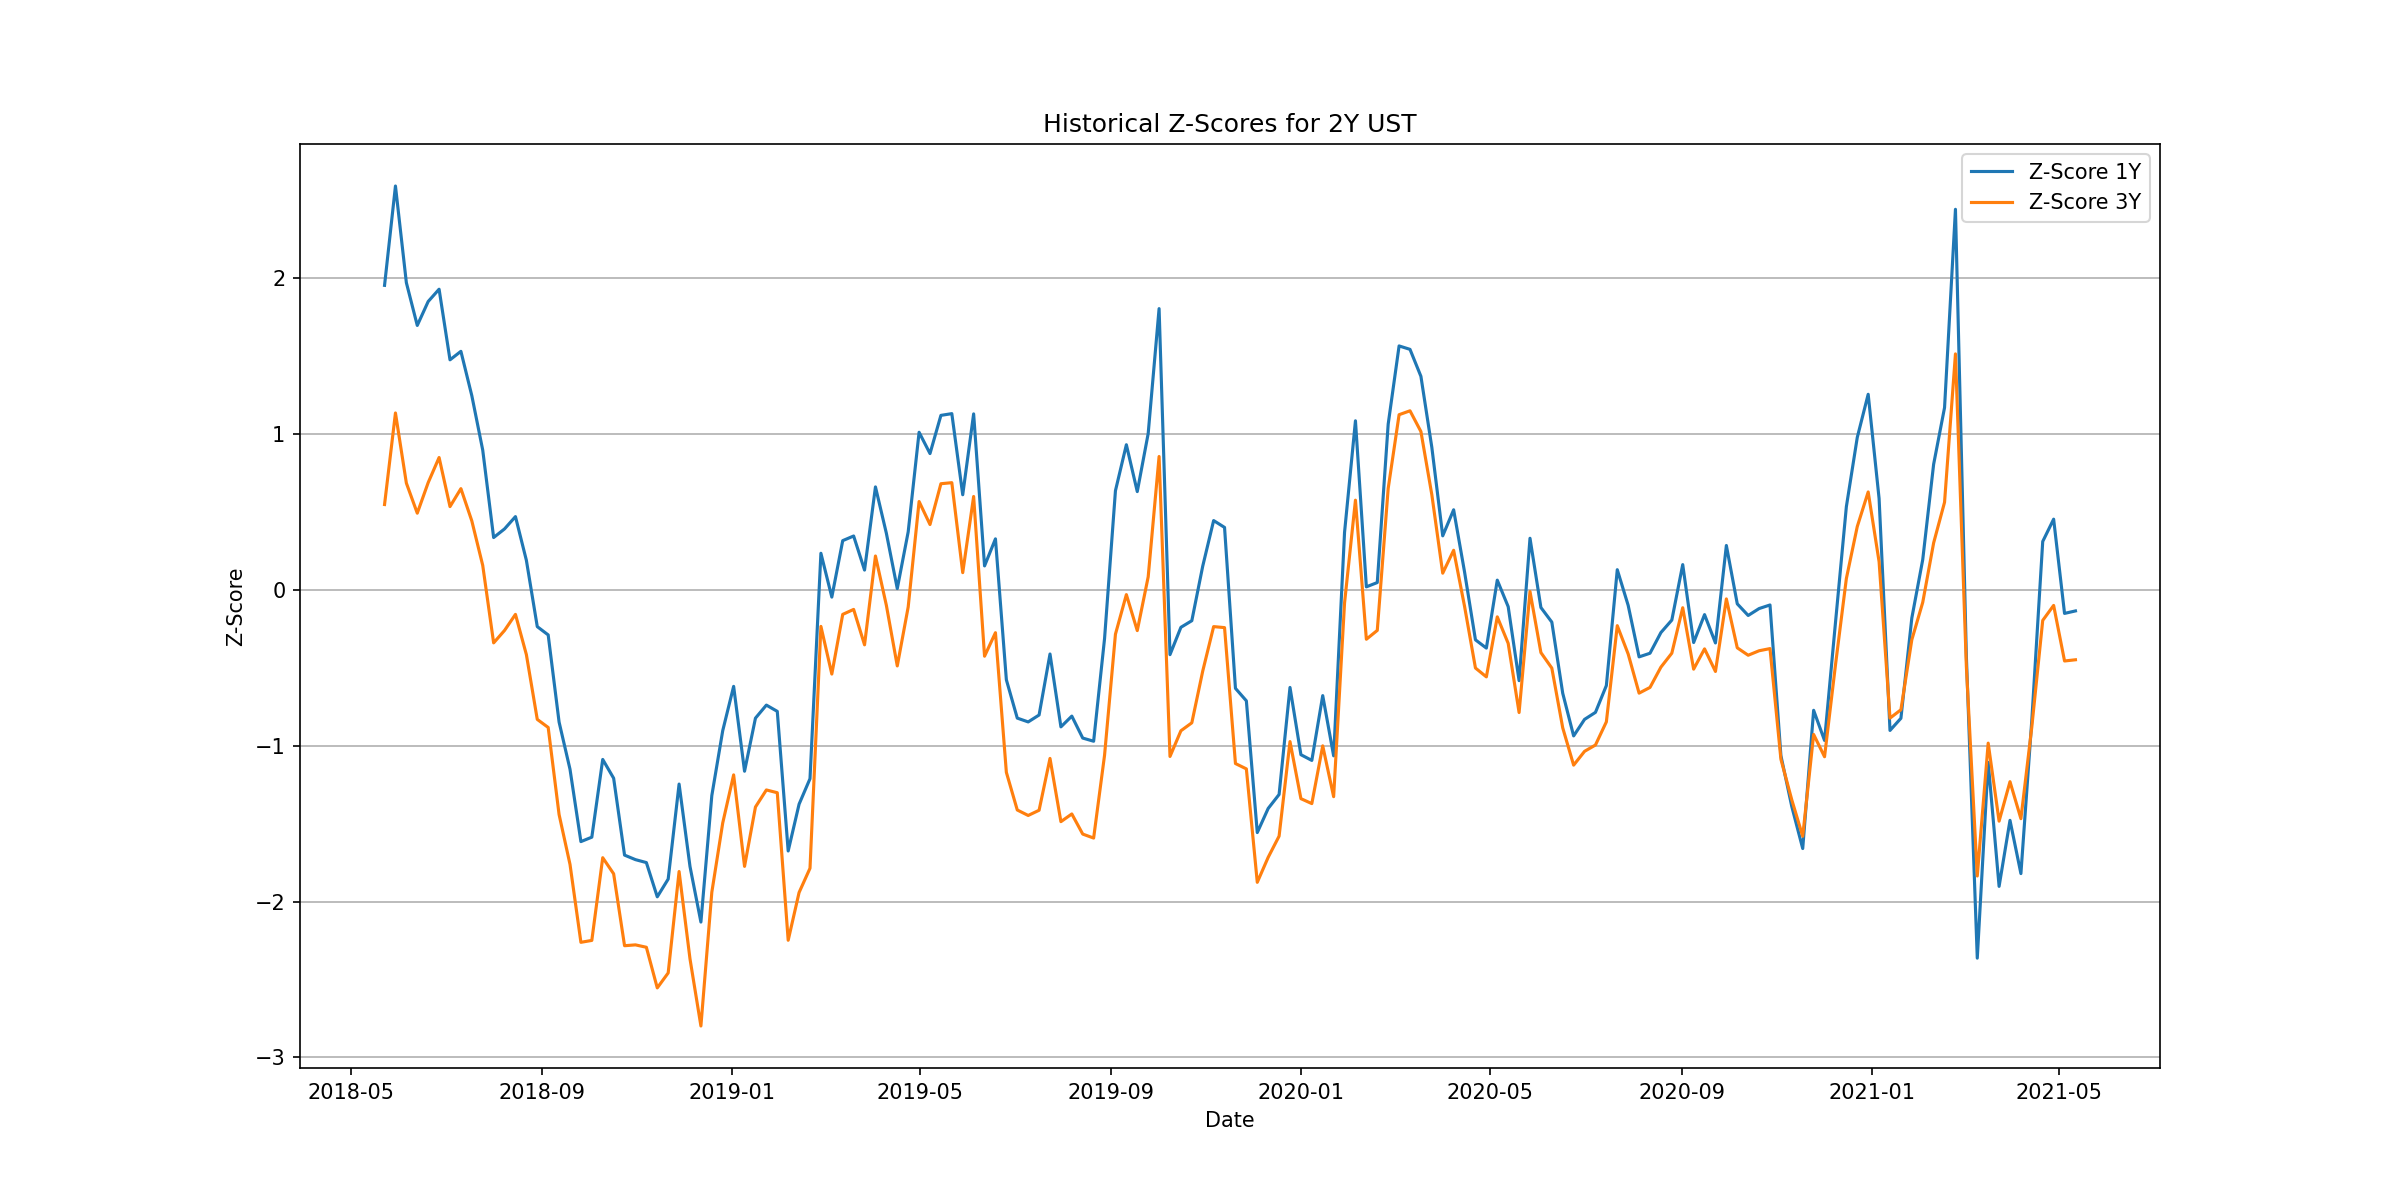 Historical Z-Scores for 2Y UST
Z-Score 1Y
Z-Score 3Y
2
1
0
−1
−2
−3
Z-Score
2018-05 2018-09 2019-01 2019-05 2019-09 2020-01 2020-05 2020-09 2021-01 2021-05
Date